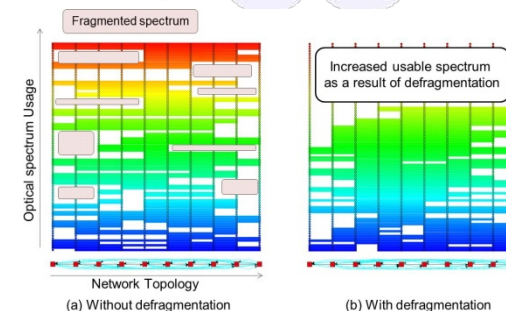 Fragmented spectrum
Optical spectrum Usage
Increased usable spectrum
as a result of defragmentation
Network Topology
(a) Without defragmentation
(b) With defragmentation